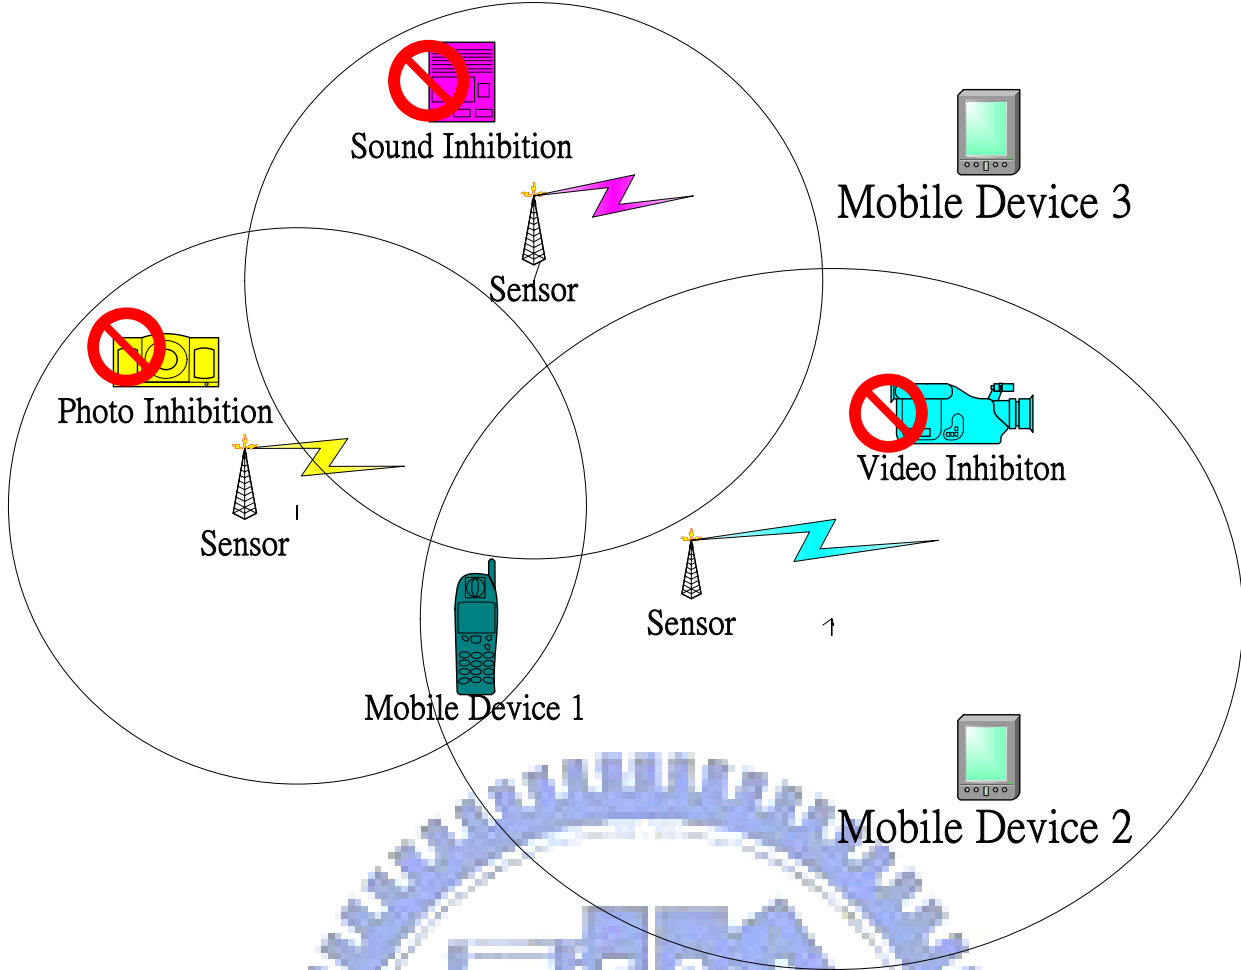 Sound Inhibition
Mobile Device 3
Sensor
Photo Inhibition
Video Inhibiton
Sensor
Sensor
Mobile Device 1
Mobile Device 2